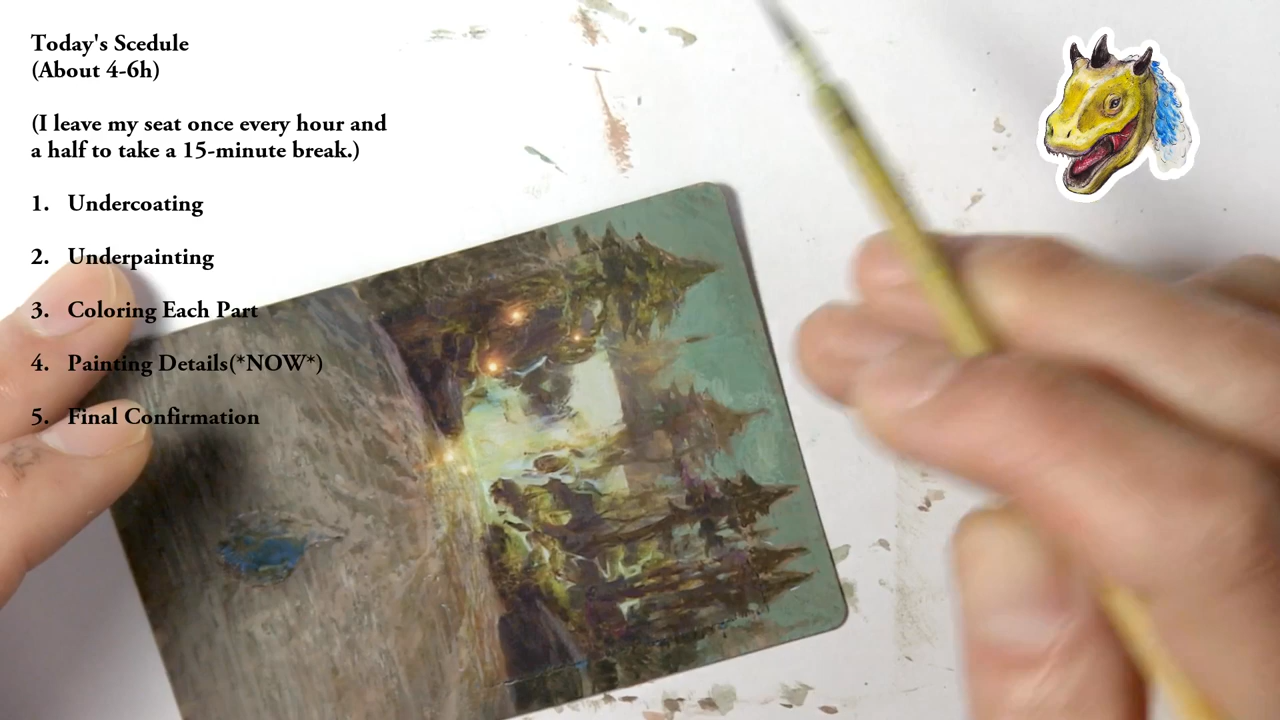 Today's Scedule
(About 4-6h)
(I leave my seat once every hour and
a half to take a 15-minute break.)
1. Undercoating
2. Underpainting
3. Coloring Each Part
4. Painting Details(*NOW*)
5. Final Confirmation